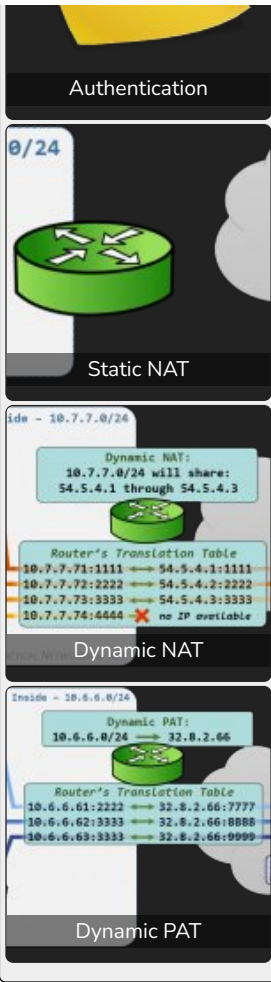 Authentication
0/24
Static NAT
ide - 10.7.7.0/24
Dynamic NAT:
10.7.7.0/24 will share:
54.5.4.1 through 54.5.4.3
Router's Translation Table
10.7.7.71:1111 ⟷ 54.5.4.1:1111
10.7.7.72:2222 ⟷ 54.5.4.2:2222
10.7.7.73:3333 ⟷ 54.5.4.3:3333
10.7.7.74:4444 no IP available
Dynamic NAT
Inside - 10.6.6.0/24
Dynamic PAT:
10.6.6.0/24 ⟶ 32.8.2.66
Router's Translation Table
10.6.6.61:2222 ⟷ 32.8.2.66:7777
10.6.6.62:3333 ⟷ 32.8.2.66:8888
10.6.6.63:3333 ⟷ 32.8.2.66:9999
Dynamic PAT